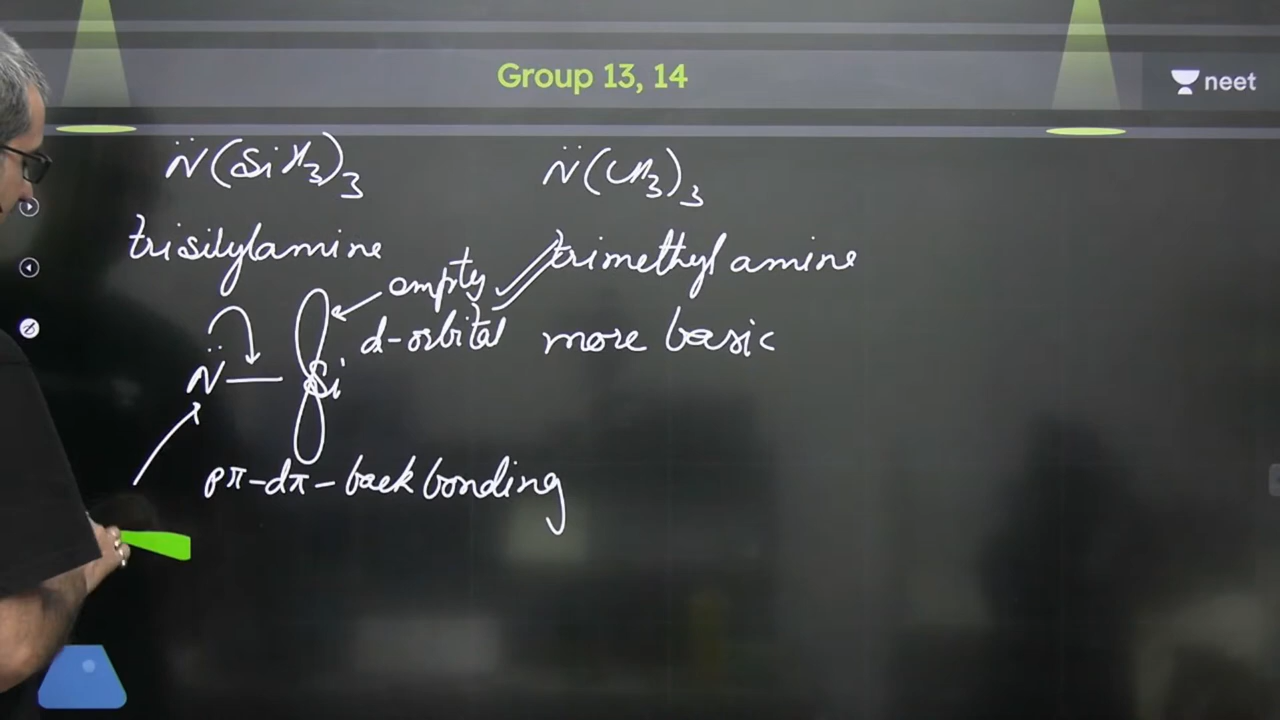 Group 13, 14
neet
N̈(SiH₃)₃
N̈(CH₃)₃
trisilylamine
trimethylamine
empty
d-orbital
more basic
N̈ — Si
pπ-dπ-back bonding